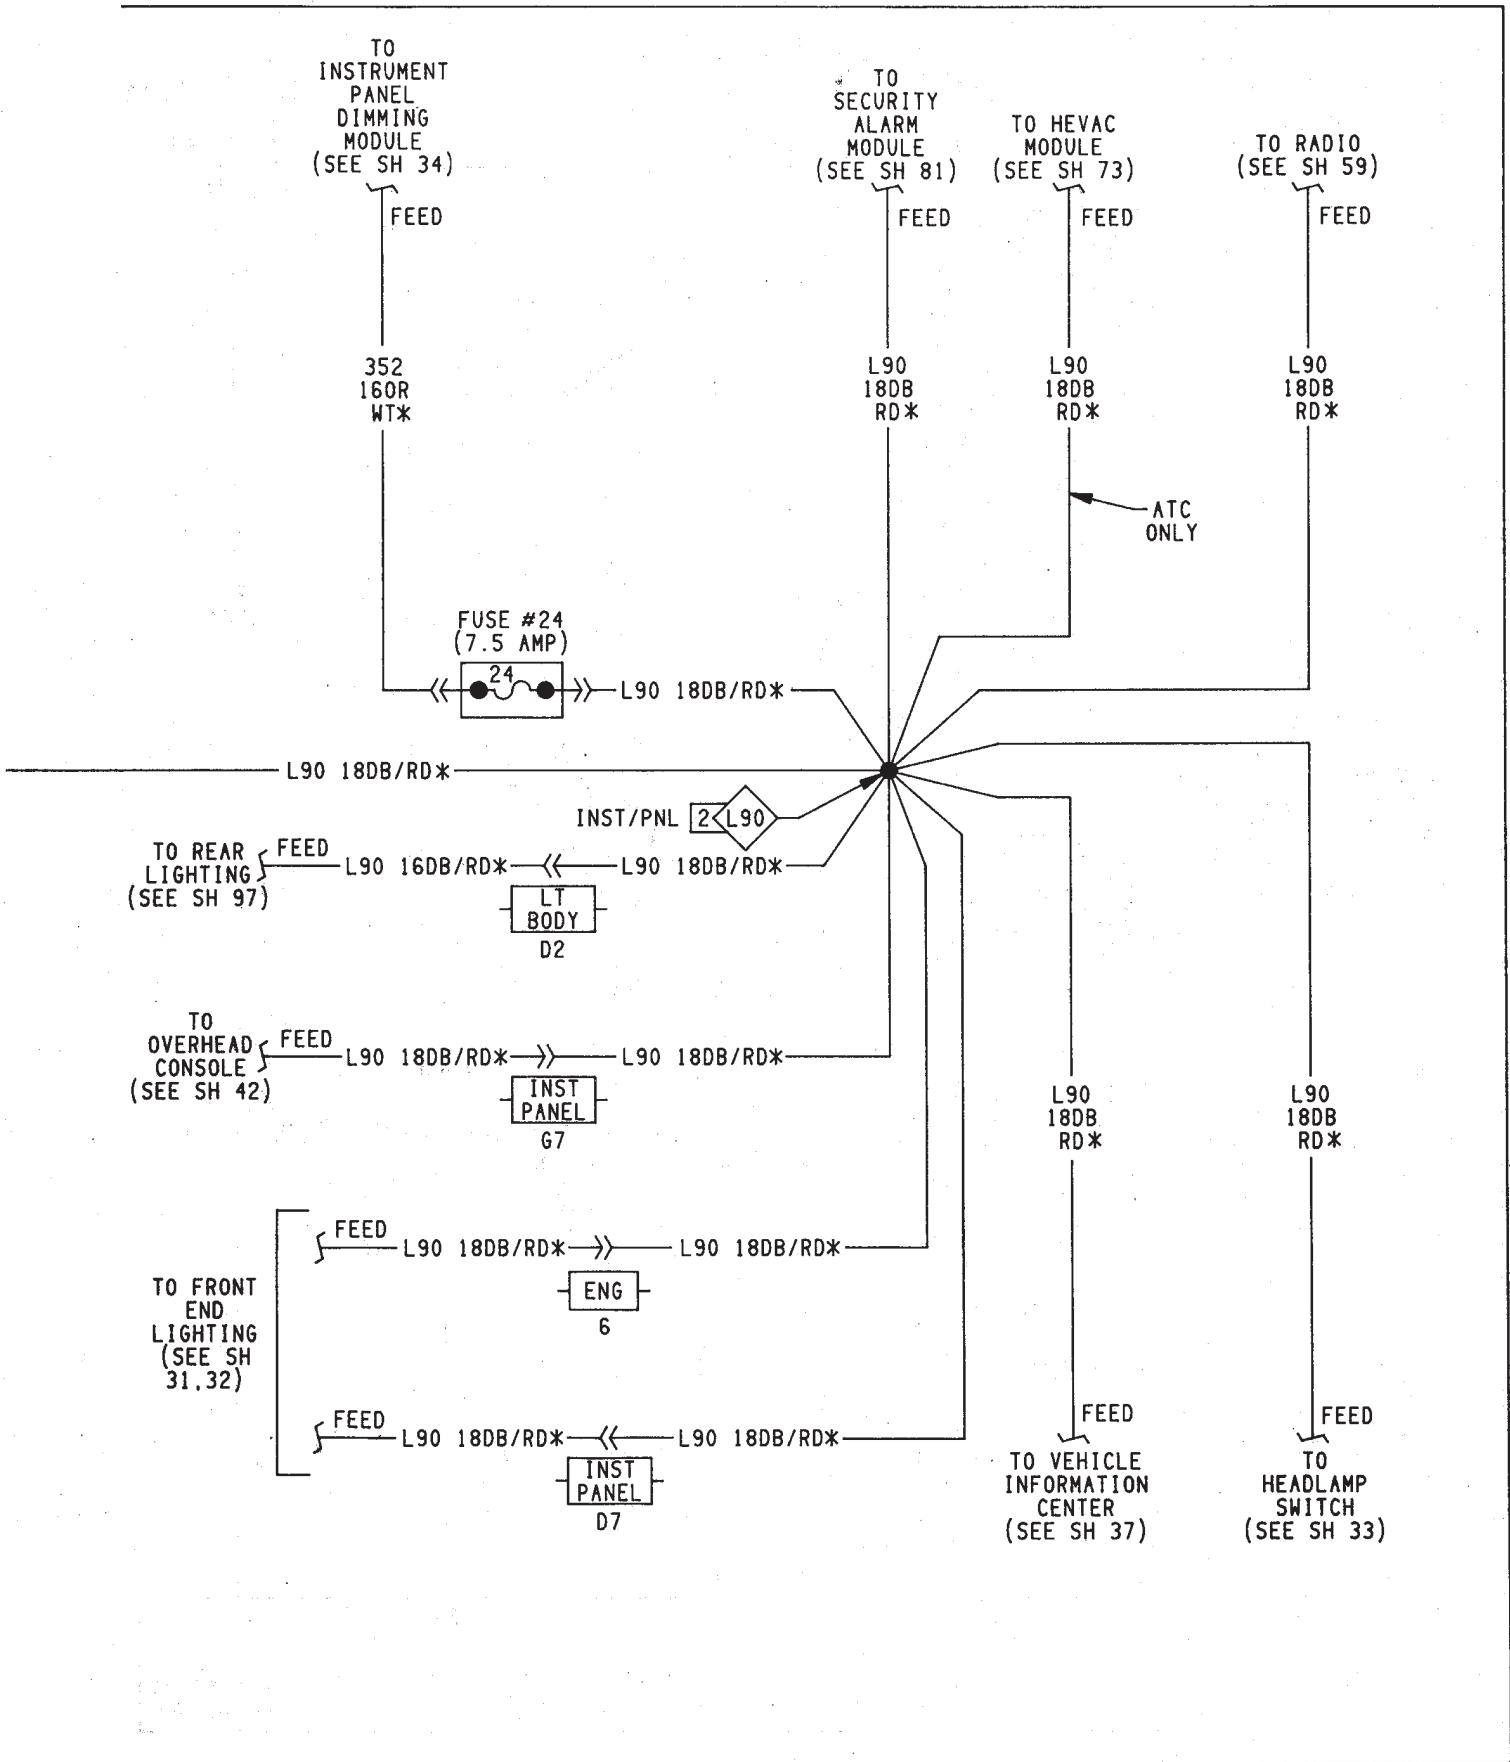 TO
INSTRUMENT
PANEL
DIMMING
MODULE
(SEE SH 34)
FEED
TO
SECURITY
ALARM
MODULE
(SEE SH 81)
FEED
TO HEVAC
MODULE
(SEE SH 73)
FEED
TO RADIO
(SEE SH 59)
FEED
352
16OR
WT*
L90
18DB
RD*
L90
18DB
RD*
L90
18DB
RD*
ATC
ONLY
FUSE #24
(7.5 AMP)
24
L90 18DB/RD*
L90 18DB/RD*
INST/PNL 2 L90
TO REAR
LIGHTING
(SEE SH 97)
FEED
L90 16DB/RD*
L90 18DB/RD*
LT
BODY
D2
TO
OVERHEAD
CONSOLE
(SEE SH 42)
FEED
L90 18DB/RD*
L90 18DB/RD*
INST
PANEL
G7
L90
18DB
RD*
L90
18DB
RD*
TO FRONT
END
LIGHTING
(SEE SH
31,32)
FEED
L90 18DB/RD*
L90 18DB/RD*
ENG
6
FEED
L90 18DB/RD*
L90 18DB/RD*
INST
PANEL
D7
FEED
TO VEHICLE
INFORMATION
CENTER
(SEE SH 37)
FEED
TO
HEADLAMP
SWITCH
(SEE SH 33)